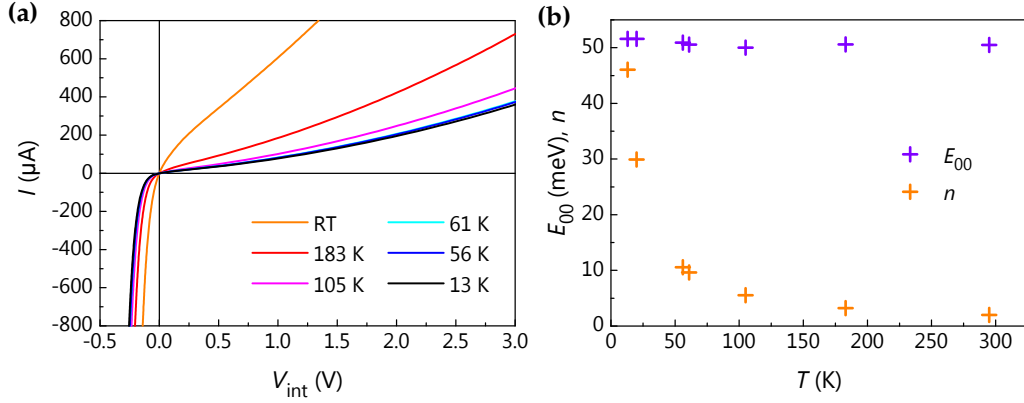 (a)
800
600
400
200
0
-200
-400
-600
-800
I (µA)
-0.5 0.0 0.5 1.0 1.5 2.0 2.5 3.0
V_int (V)
RT
183 K
105 K
61 K
56 K
13 K
(b)
50
40
30
20
10
0
E_00 (meV), n
0 50 100 150 200 250 300
T (K)
E_00
n